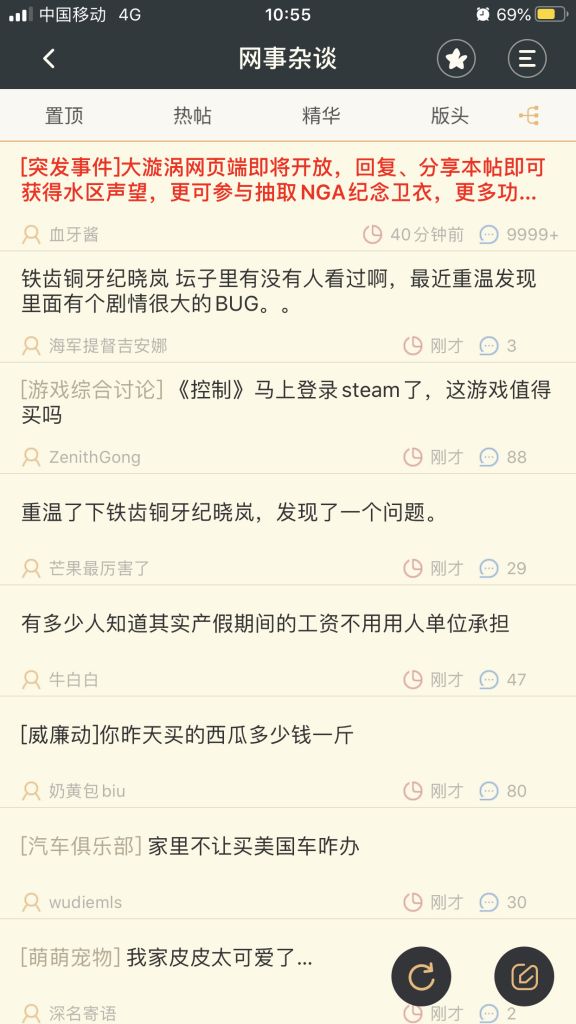 中国移动 4G 10:55 69%
网事杂谈
置顶 热帖 精华 版头
[突发事件]大漩涡网页端即将开放，回复、分享本帖即可
获得水区声望，更可参与抽取NGA纪念卫衣，更多功...
血牙酱 40分钟前 9999+
铁齿铜牙纪晓岚 坛子里有没有人看过啊，最近重温发现
里面有个剧情很大的BUG。。
海军提督吉安娜 刚才 3
[游戏综合讨论] 《控制》马上登录steam了，这游戏值得
买吗
ZenithGong 刚才 88
重温了下铁齿铜牙纪晓岚，发现了一个问题。
芒果最厉害了 刚才 29
有多少人知道其实产假期间的工资不用用人单位承担
牛白白 刚才 47
[威廉动]你昨天买的西瓜多少钱一斤
奶黄包biu 刚才 80
[汽车俱乐部] 家里不让买美国车咋办
wudiemls 刚才 30
[萌萌宠物] 我家皮皮太可爱了...
深名寄语 刚才 2